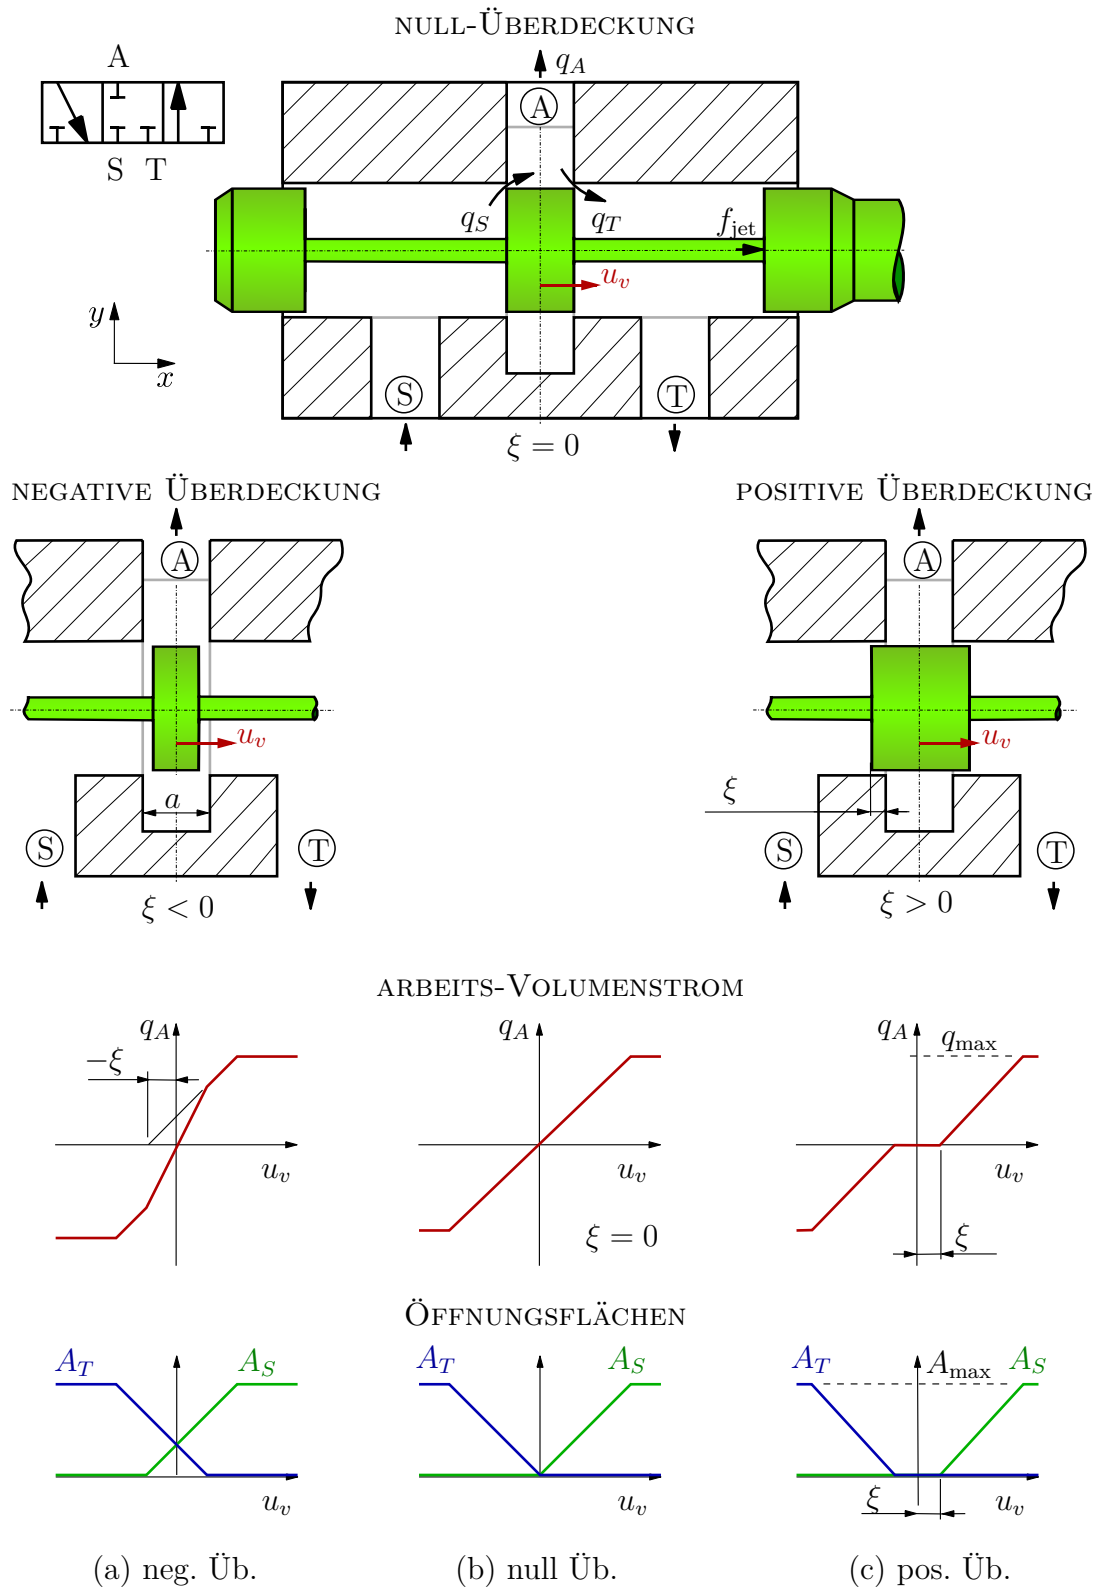 NULL-ÜBERDECKUNG
A
S T
A
q_A
q_S
q_T
f_jet
u_v
y
x
S
T
ξ = 0
NEGATIVE ÜBERDECKUNG
POSITIVE ÜBERDECKUNG
A
u_v
a
S
T
ξ < 0
A
u_v
ξ
S
T
ξ > 0
ARBEITS-VOLUMENSTROM
q_A
−ξ
u_v
q_A
u_v
ξ = 0
q_A
q_max
u_v
ξ
ÖFFNUNGSFLÄCHEN
A_T
A_S
u_v
A_T
A_S
u_v
A_T
A_max
A_S
ξ
u_v
(a) neg. Üb.
(b) null Üb.
(c) pos. Üb.